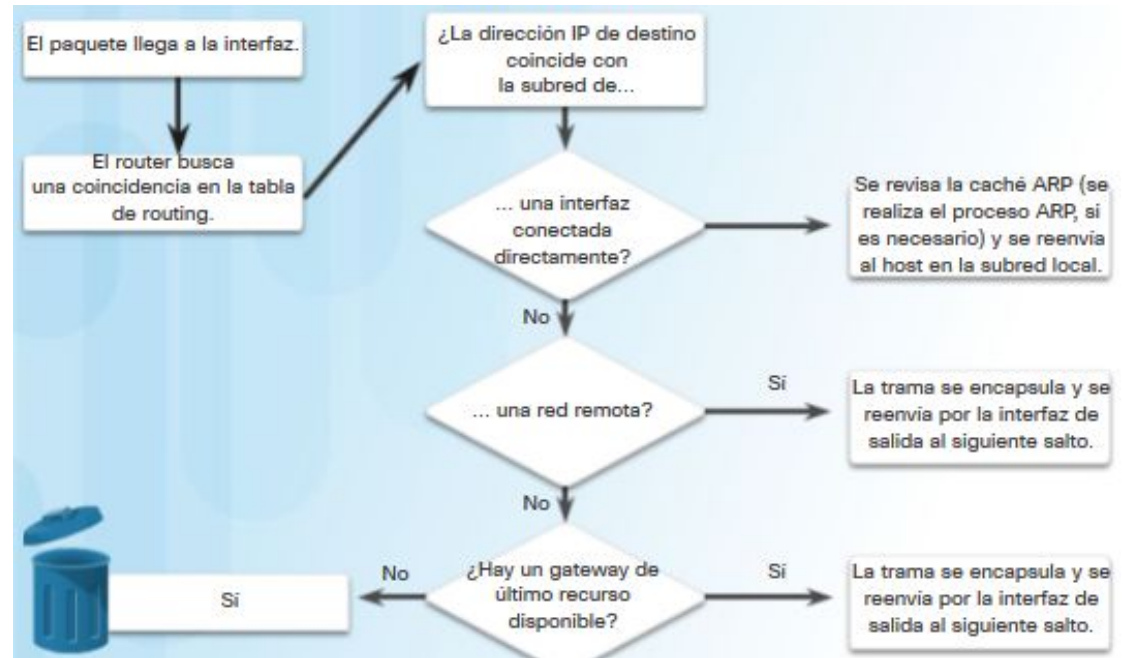 El paquete llega a la interfaz.
El router busca
una coincidencia en la tabla
de routing.
¿La dirección IP de destino
coincide con
la subred de...
... una interfaz
conectada
directamente?
Se revisa la caché ARP (se
realiza el proceso ARP, si
es necesario) y se reenvía
al host en la subred local.
No
... una red remota?
Sí
La trama se encapsula y se
reenvía por la interfaz de
salida al siguiente salto.
No
¿Hay un gateway de
último recurso
disponible?
Sí
La trama se encapsula y se
reenvía por la interfaz de
salida al siguiente salto.
No
Sí